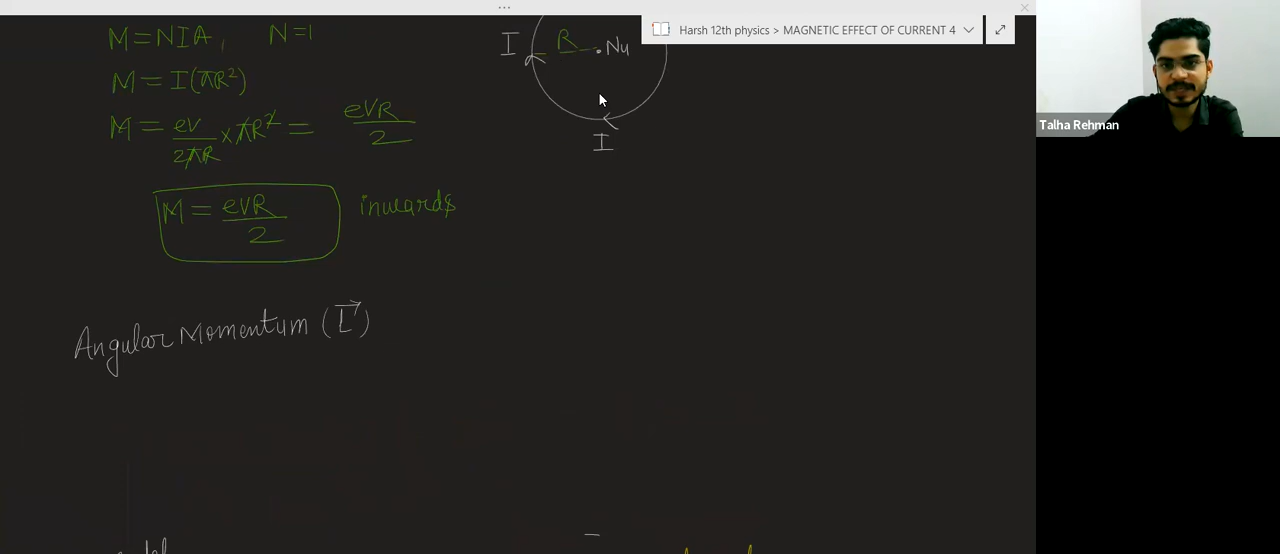 M=NIA, N=1
I R Nu
Harsh 12th physics > MAGNETIC EFFECT OF CURRENT 4
M=I(πR²)
M = eV/2πR × πR² = eVR/2
I
Talha Rehman
M = eVR/2 inwards
Angular Momentum (L⃗)